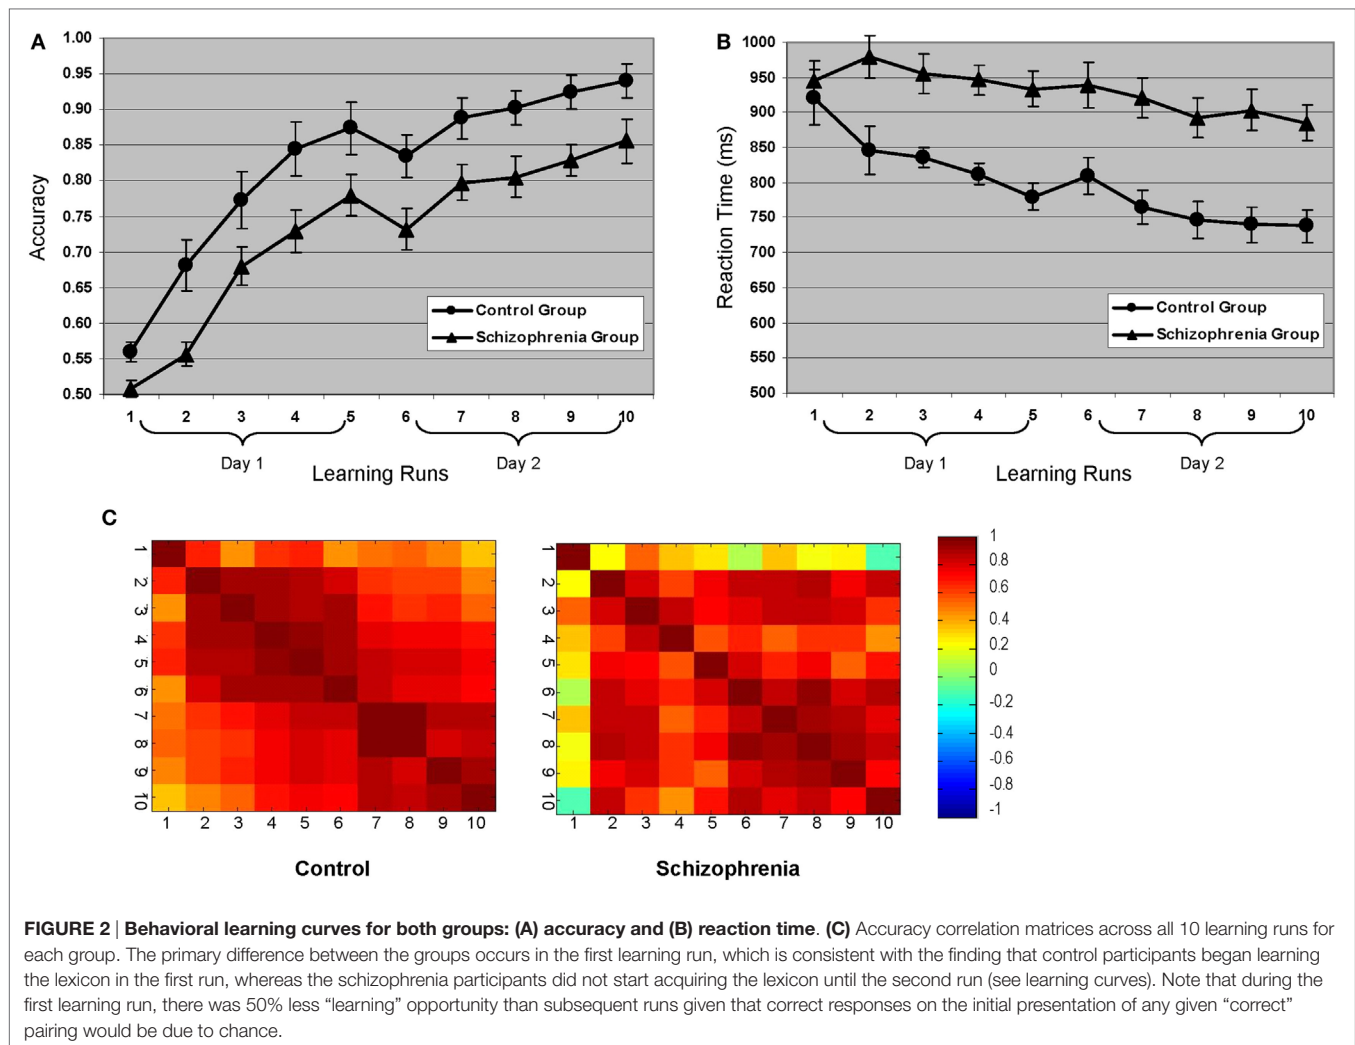 A
1.00
0.95
0.90
0.85
0.80
0.75
0.70
0.65
0.60
0.55
0.50
Accuracy
Control Group
Schizophrenia Group
1 2 3 4 5 6 7 8 9 10
Day 1 Day 2
Learning Runs
B
1000
950
900
850
800
750
700
650
600
550
500
Reaction Time (ms)
Control Group
Schizophrenia Group
1 2 3 4 5 6 7 8 9 10
Day 1 Day 2
Learning Runs
C
1
2
3
4
5
6
7
8
9
10
1 2 3 4 5 6 7 8 9 10
Control
1
2
3
4
5
6
7
8
9
10
1 2 3 4 5 6 7 8 9 10
Schizophrenia
1
0.8
0.6
0.4
0.2
0
-0.2
-0.4
-0.6
-0.8
-1
FIGURE 2 | Behavioral learning curves for both groups: (A) accuracy and (B) reaction time. (C) Accuracy correlation matrices across all 10 learning runs for
each group. The primary difference between the groups occurs in the first learning run, which is consistent with the finding that control participants began learning
the lexicon in the first run, whereas the schizophrenia participants did not start acquiring the lexicon until the second run (see learning curves). Note that during the
first learning run, there was 50% less “learning” opportunity than subsequent runs given that correct responses on the initial presentation of any given “correct”
pairing would be due to chance.